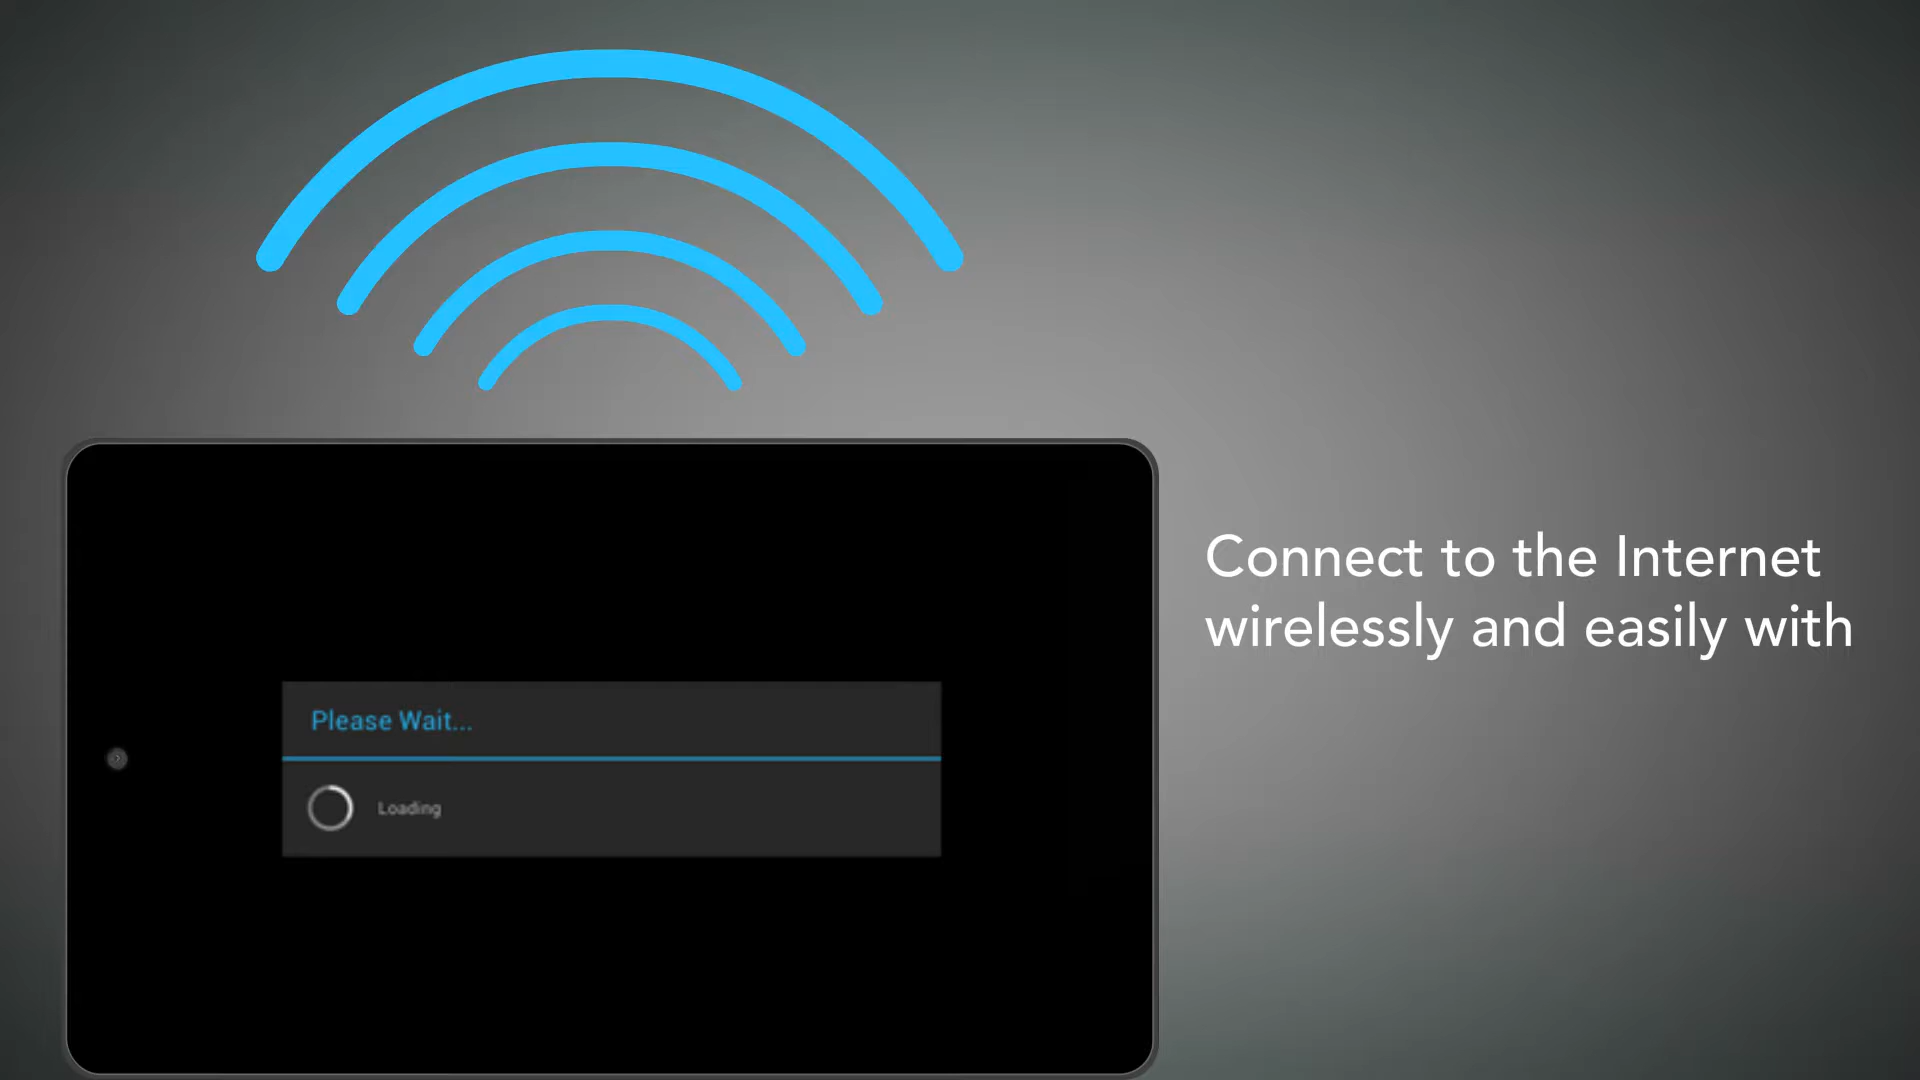 Connect to the Internet
wirelessly and easily with
Please Wait...
Loading